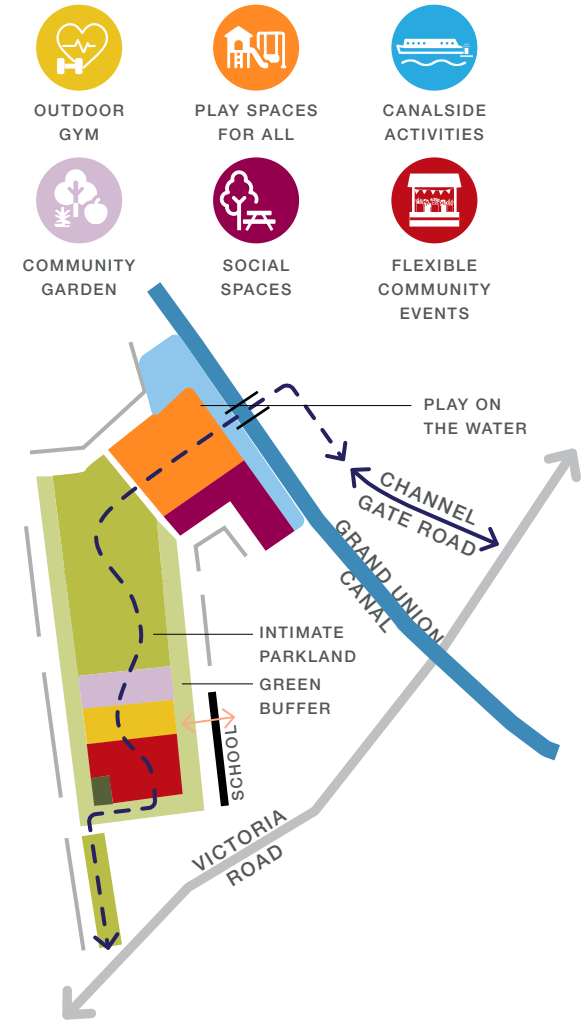 OUTDOOR
GYM
PLAY SPACES
FOR ALL
CANALSIDE
ACTIVITIES
COMMUNITY
GARDEN
SOCIAL
SPACES
FLEXIBLE
COMMUNITY
EVENTS
PLAY ON
THE WATER
CHANNEL
GATE ROAD
GRAND UNION
CANAL
INTIMATE
PARKLAND
GREEN
BUFFER
SCHOOL
VICTORIA
ROAD